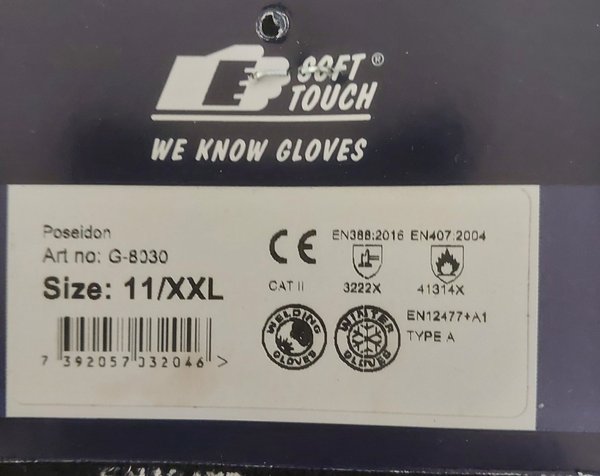 SOFT ®
TOUCH
WE KNOW GLOVES
Poseidon
Art no: G-8030
Size: 11/XXL
7 392057 032046 >
CE
CAT II
EN388:2016 EN407:2004
3222X 41314X
WELDING GLOVES
WINTER GLOVES
EN12477+A1
TYPE A